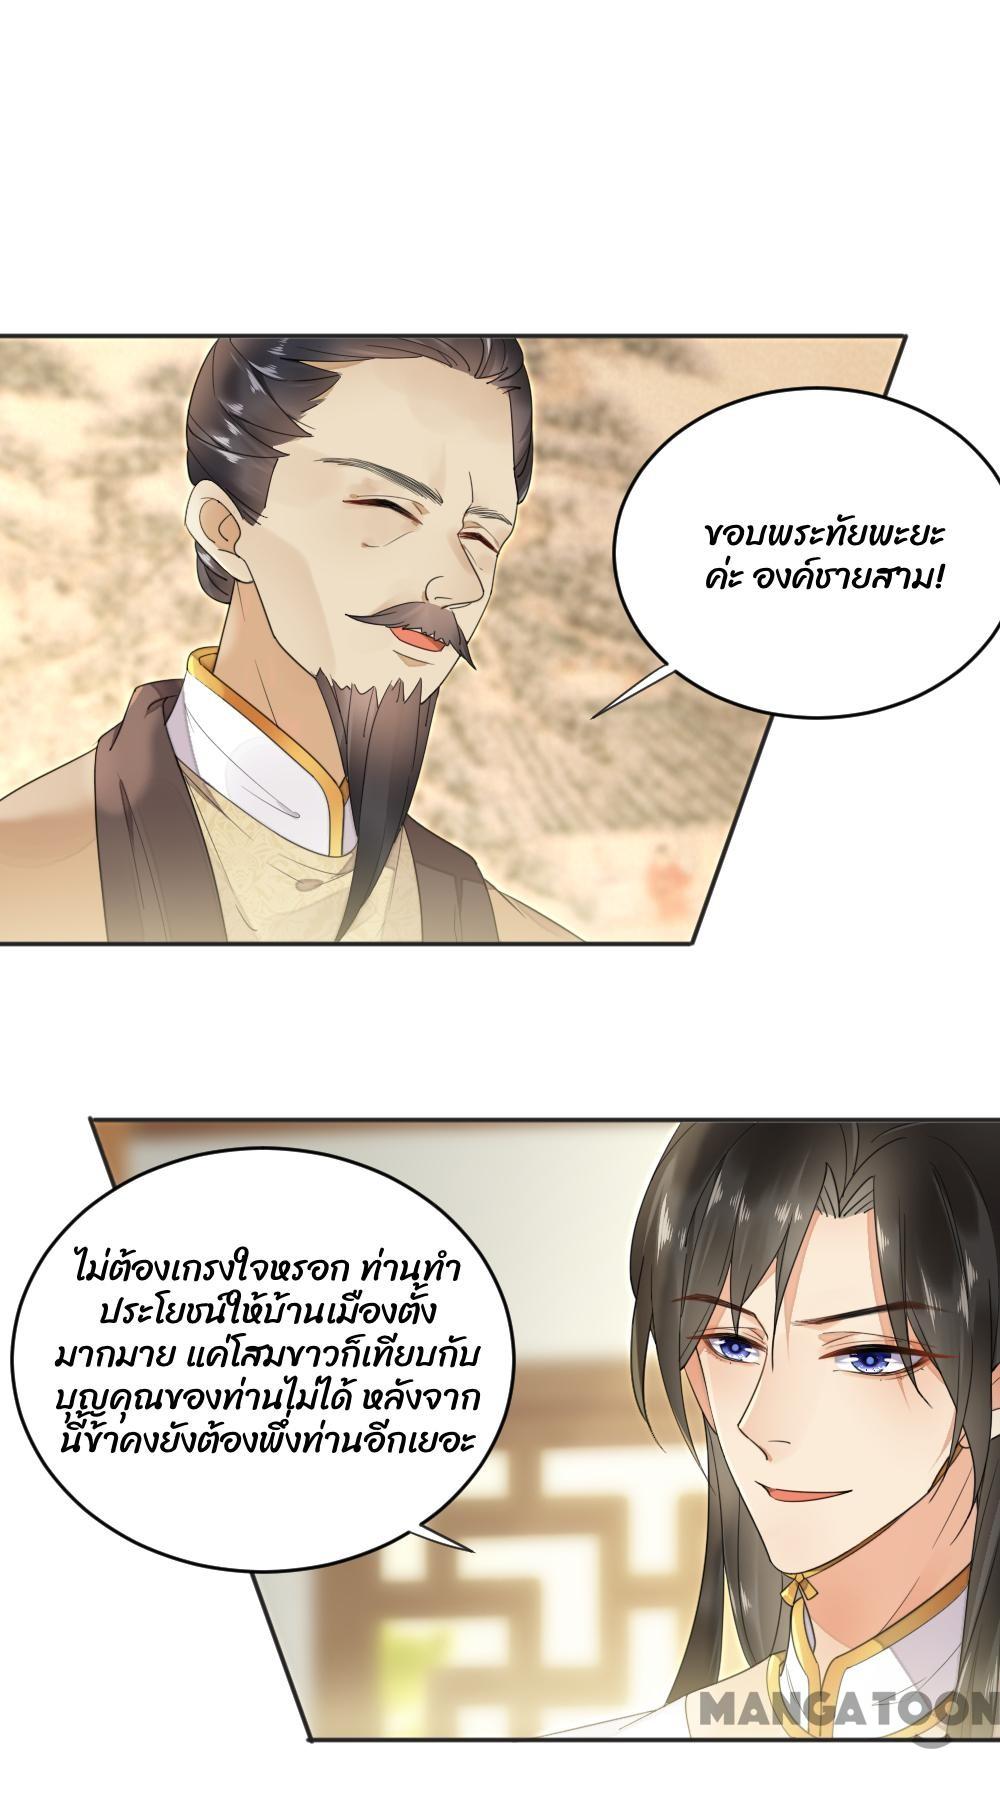 ขอบพระทัยพะยะ
ค่ะ องค์ชายสาม!
ไม่ต้องเกรงใจหรอก ท่านทำ
ประโยชน์ให้บ้านเมืองตั้ง
มากมาย แค่โสมขาวก็เทียบกับ
บุญคุณของท่านไม่ได้ หลังจาก
นี้ข้าคงยังต้องพึ่งท่านอีกเยอะ
MANGATOON